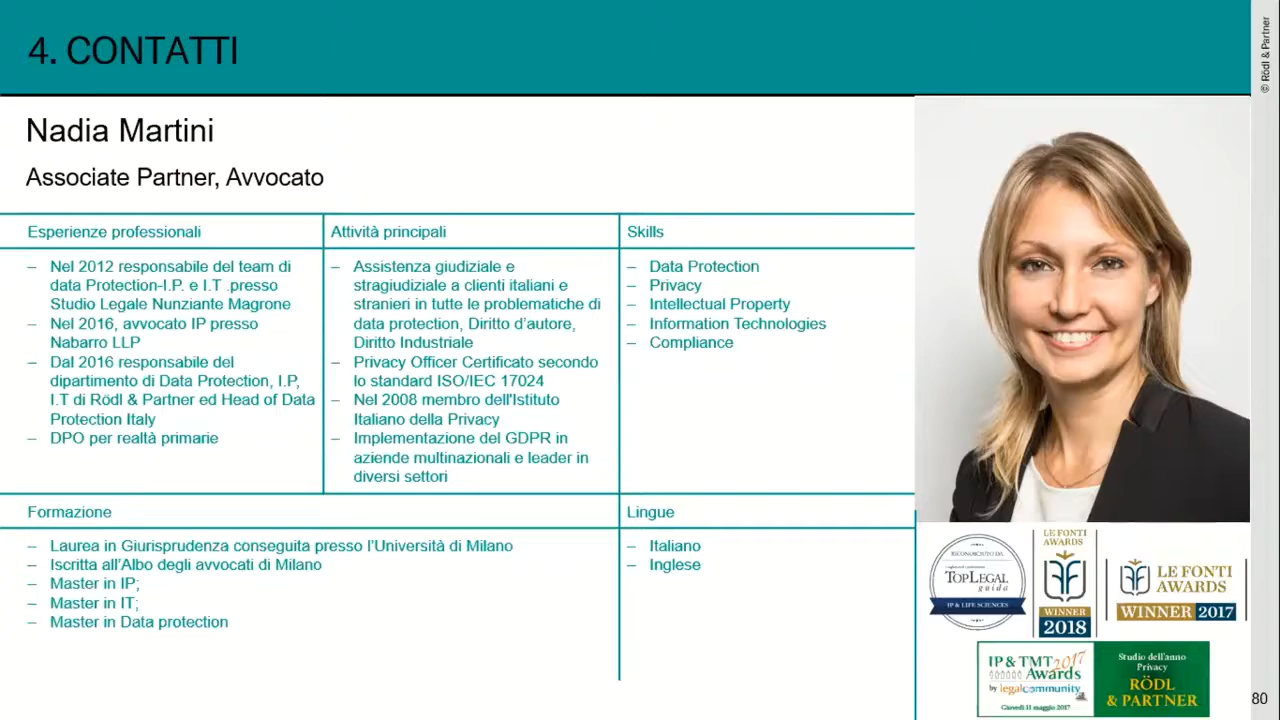 4. CONTATTI
© Rödl & Partner
Nadia Martini
Associate Partner, Avvocato
Esperienze professionali
– Nel 2012 responsabile del team di
data Protection-I.P. e I.T .presso
Studio Legale Nunziante Magrone
– Nel 2016, avvocato IP presso
Nabarro LLP
– Dal 2016 responsabile del
dipartimento di Data Protection, I.P,
I.T di Rödl & Partner ed Head of Data
Protection Italy
– DPO per realtà primarie
Attività principali
– Assistenza giudiziale e
stragiudiziale a clienti italiani e
stranieri in tutte le problematiche di
data protection, Diritto d'autore,
Diritto Industriale
– Privacy Officer Certificato secondo
lo standard ISO/IEC 17024
– Nel 2008 membro dell'Istituto
Italiano della Privacy
– Implementazione del GDPR in
aziende multinazionali e leader in
diversi settori
Skills
– Data Protection
– Privacy
– Intellectual Property
– Information Technologies
– Compliance
Formazione
– Laurea in Giurisprudenza conseguita presso l'Università di Milano
– Iscritta all'Albo degli avvocati di Milano
– Master in IP;
– Master in IT;
– Master in Data protection
Lingue
– Italiano
– Inglese
RICONOSCIUTO DA
TOPLEGAL
guida
IP & LIFE SCIENCES
LE FONTI
AWARDS
WINNER
2018
LE FONTI
AWARDS
WINNER 2017
IP & TMT 2017
Awards
by legalcommunity
Giovedì 11 maggio 2017
Studio dell'anno
Privacy
RÖDL
& PARTNER
80